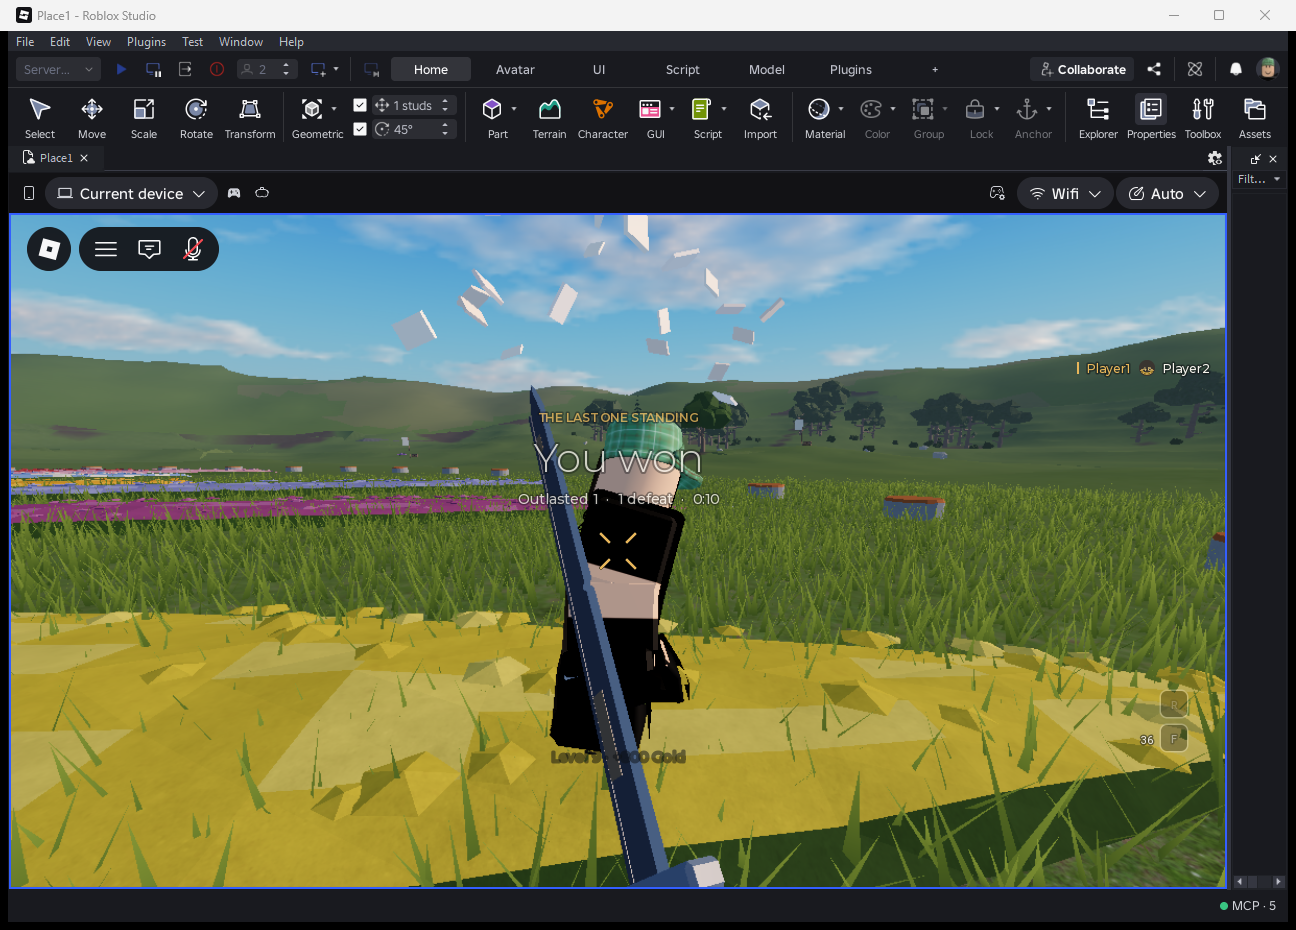 Place1 - Roblox Studio
File Edit View Plugins Test Window Help
Server... 2 Home Avatar UI Script Model Plugins + Collaborate
1 studs
45°
Select Move Scale Rotate Transform Geometric Part Terrain Character GUI Script Import Material Color Group Lock Anchor Explorer Properties Toolbox Assets
Place1
Current device Wifi Auto
Filt...
Player1 Player2
THE LAST ONE STANDING
You won
Outlasted 1 · 1 defeat · 0:10
R
36 F
Gold
MCP · 5